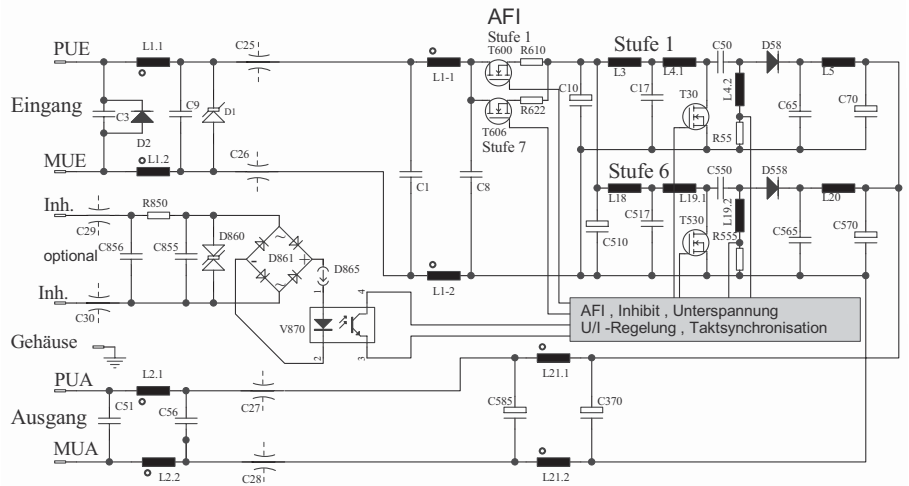 AFI
PUE L1.1 C25 L1-1 Stufe 1 T600 R610 Stufe 1 C50 D58
L3 L4.1 L4.2 L5
Eingang C3 D2 C9 D1 C10 C17 T30 R55 C65 C70
R622
T606
Stufe 7
MUE L1.2 C26 C1 C8 Stufe 6 C550 D558
L18 L19.1 L19.2 L20
Inh. R850
C29 D860 C517 T530 R555 C565 C570
optional C856 C855 D861 D865 C510
- +
Inh. L1-2
C30 1 4
V870
AFI , Inhibit , Unterspannung
U/I -Regelung , Taktsynchronisation
Gehäuse 2 3
PUA L2.1 C27 L21.1
Ausgang C51 C56 C585 C370
MUA L2.2 C28 L21.2